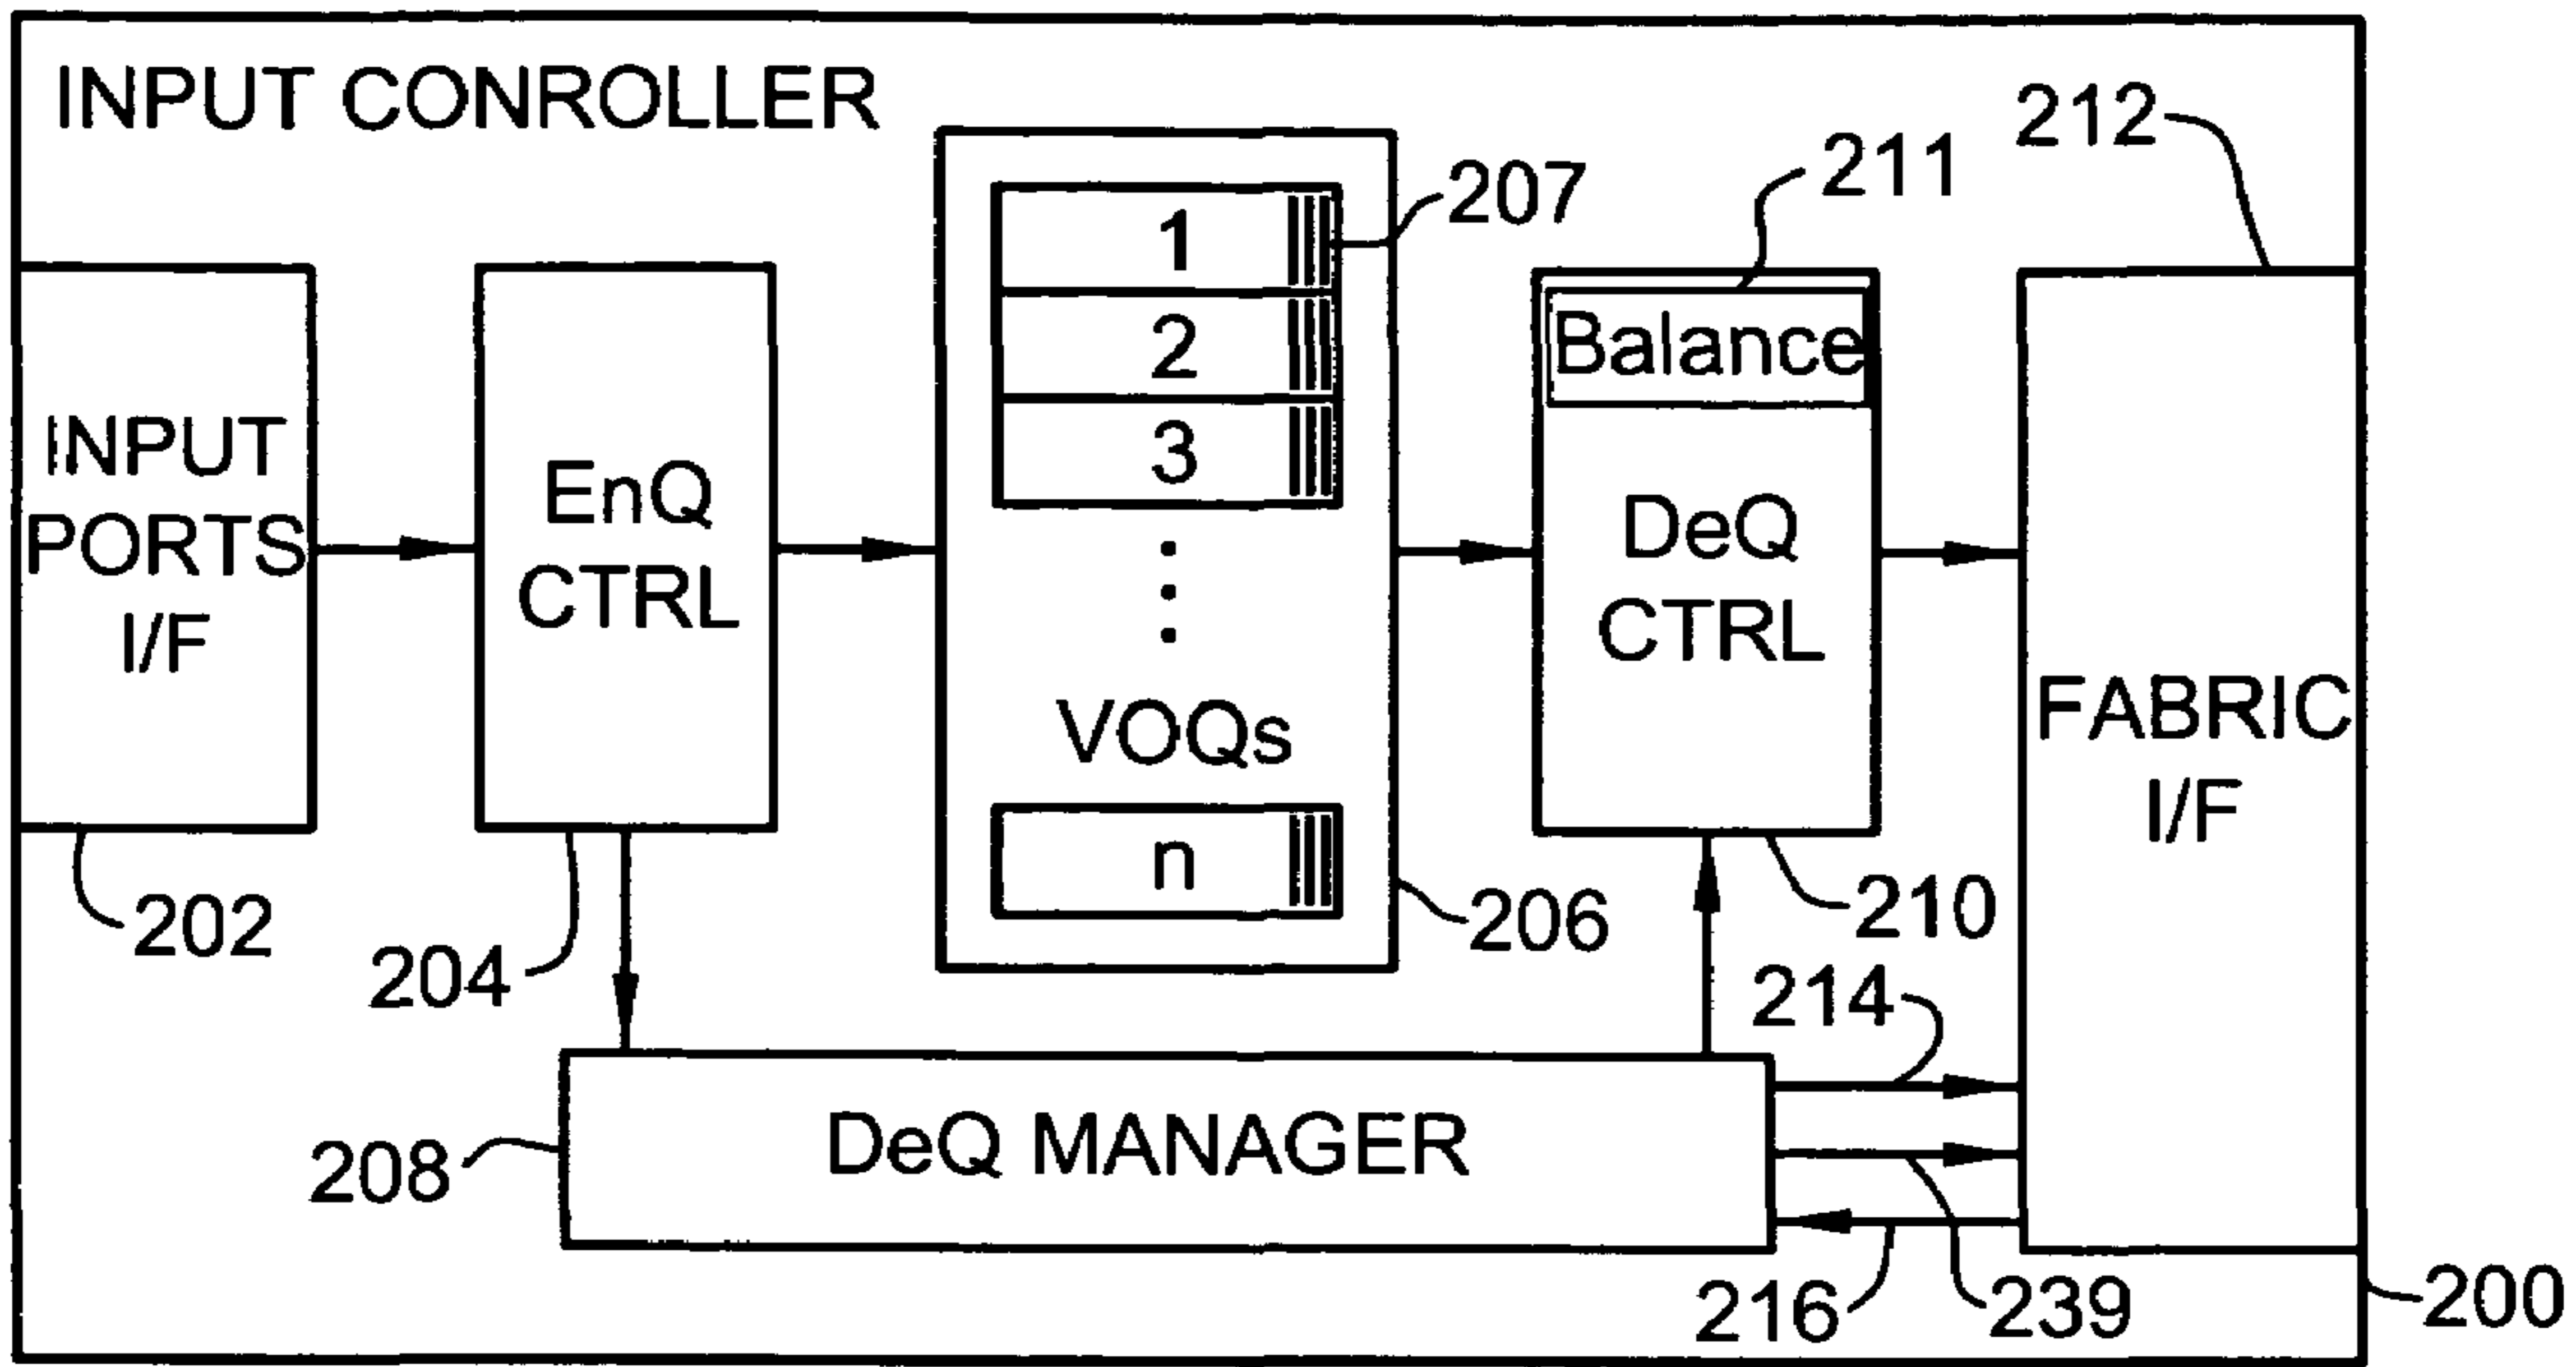 INPUT CONROLLER
212
211
207
1
2
3
Balance
INPUT
PORTS
I/F
EnQ
CTRL
DeQ
CTRL
VOQs
n
FABRIC
I/F
202
204
206
210
214
DeQ MANAGER
208
216
239
200